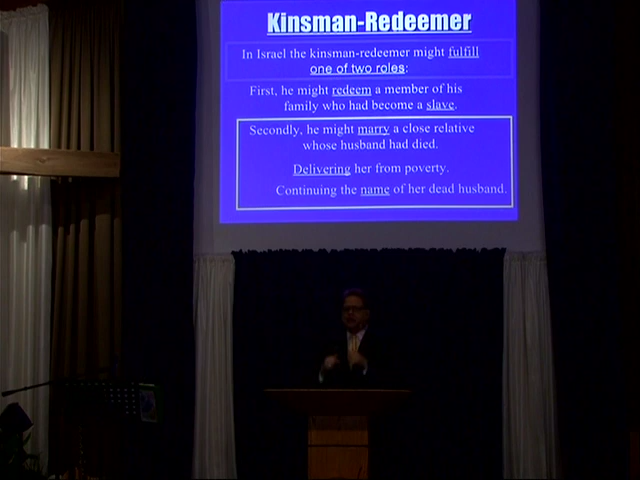 Kinsman-Redeemer
In Israel the kinsman-redeemer might fulfill
one of two roles:
First, he might redeem a member of his
family who had become a slave.
Secondly, he might marry a close relative
whose husband had died.
Delivering her from poverty.
Continuing the name of her dead husband.